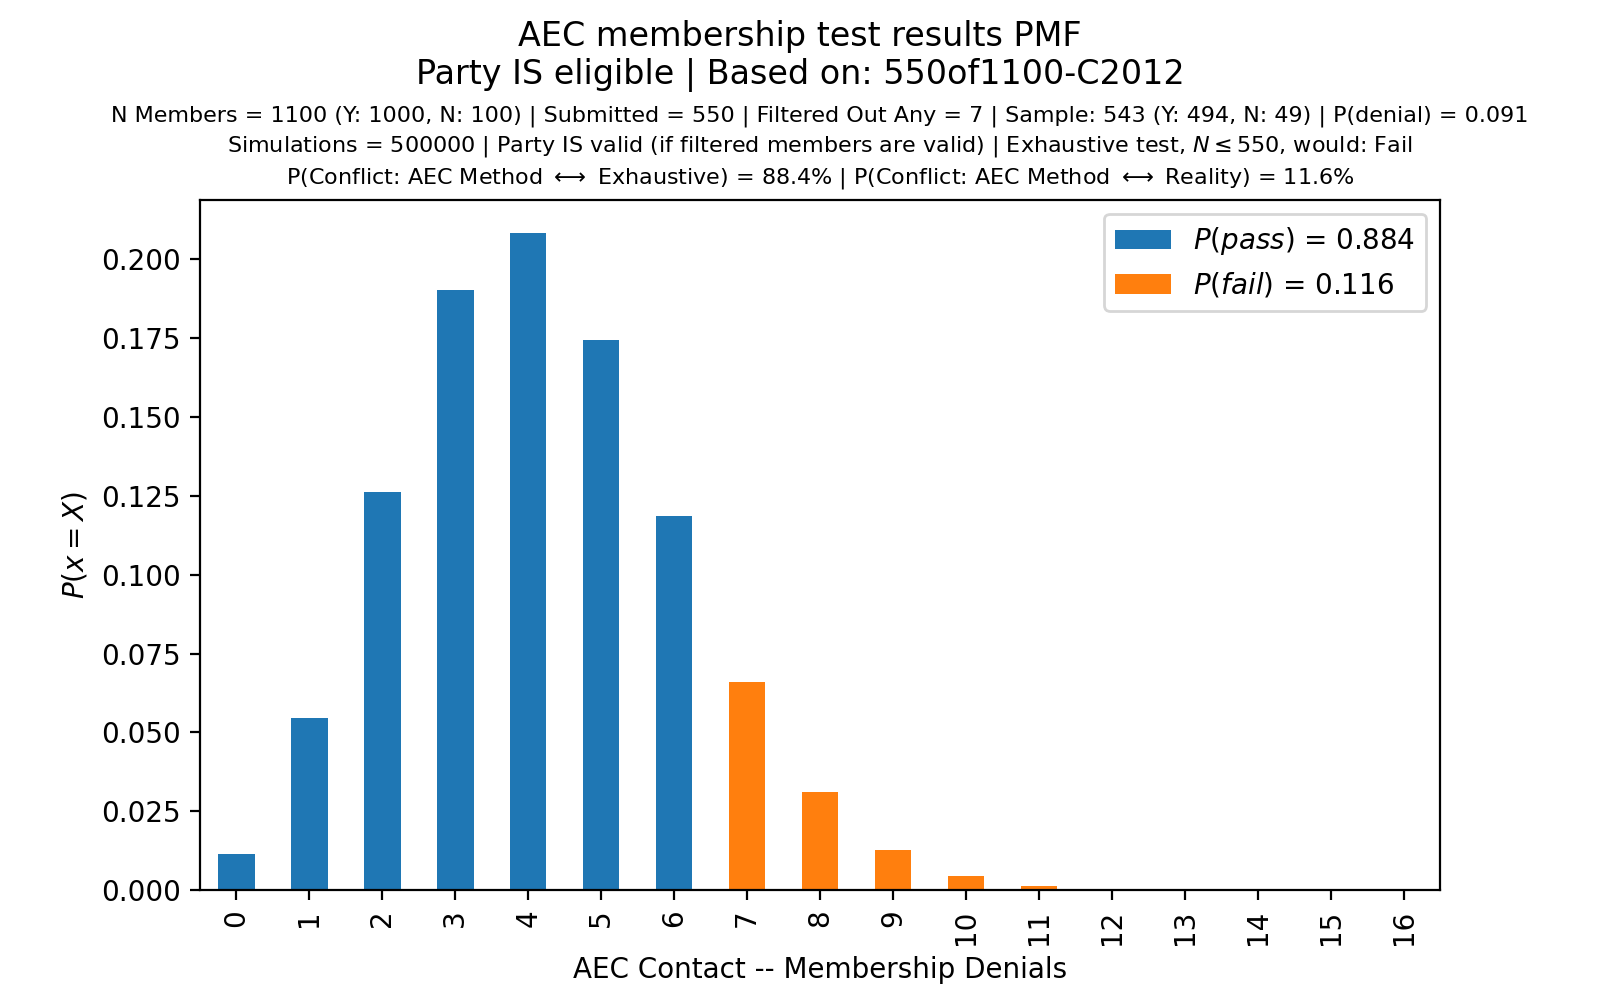 AEC membership test results PMF
Party IS eligible | Based on: 550of1100-C2012
N Members = 1100 (Y: 1000, N: 100) | Submitted = 550 | Filtered Out Any = 7 | Sample: 543 (Y: 494, N: 49) | P(denial) = 0.091
Simulations = 500000 | Party IS valid (if filtered members are valid) | Exhaustive test, N ≤ 550, would: Fail
P(Conflict: AEC Method ⟷ Exhaustive) = 88.4% | P(Conflict: AEC Method ⟷ Reality) = 11.6%
P(pass) = 0.884
P(fail) = 0.116
0.200
0.175
0.150
0.125
0.100
0.075
0.050
0.025
0.000
P(x = X)
0 1 2 3 4 5 6 7 8 9 10 11 12 13 14 15 16
AEC Contact -- Membership Denials